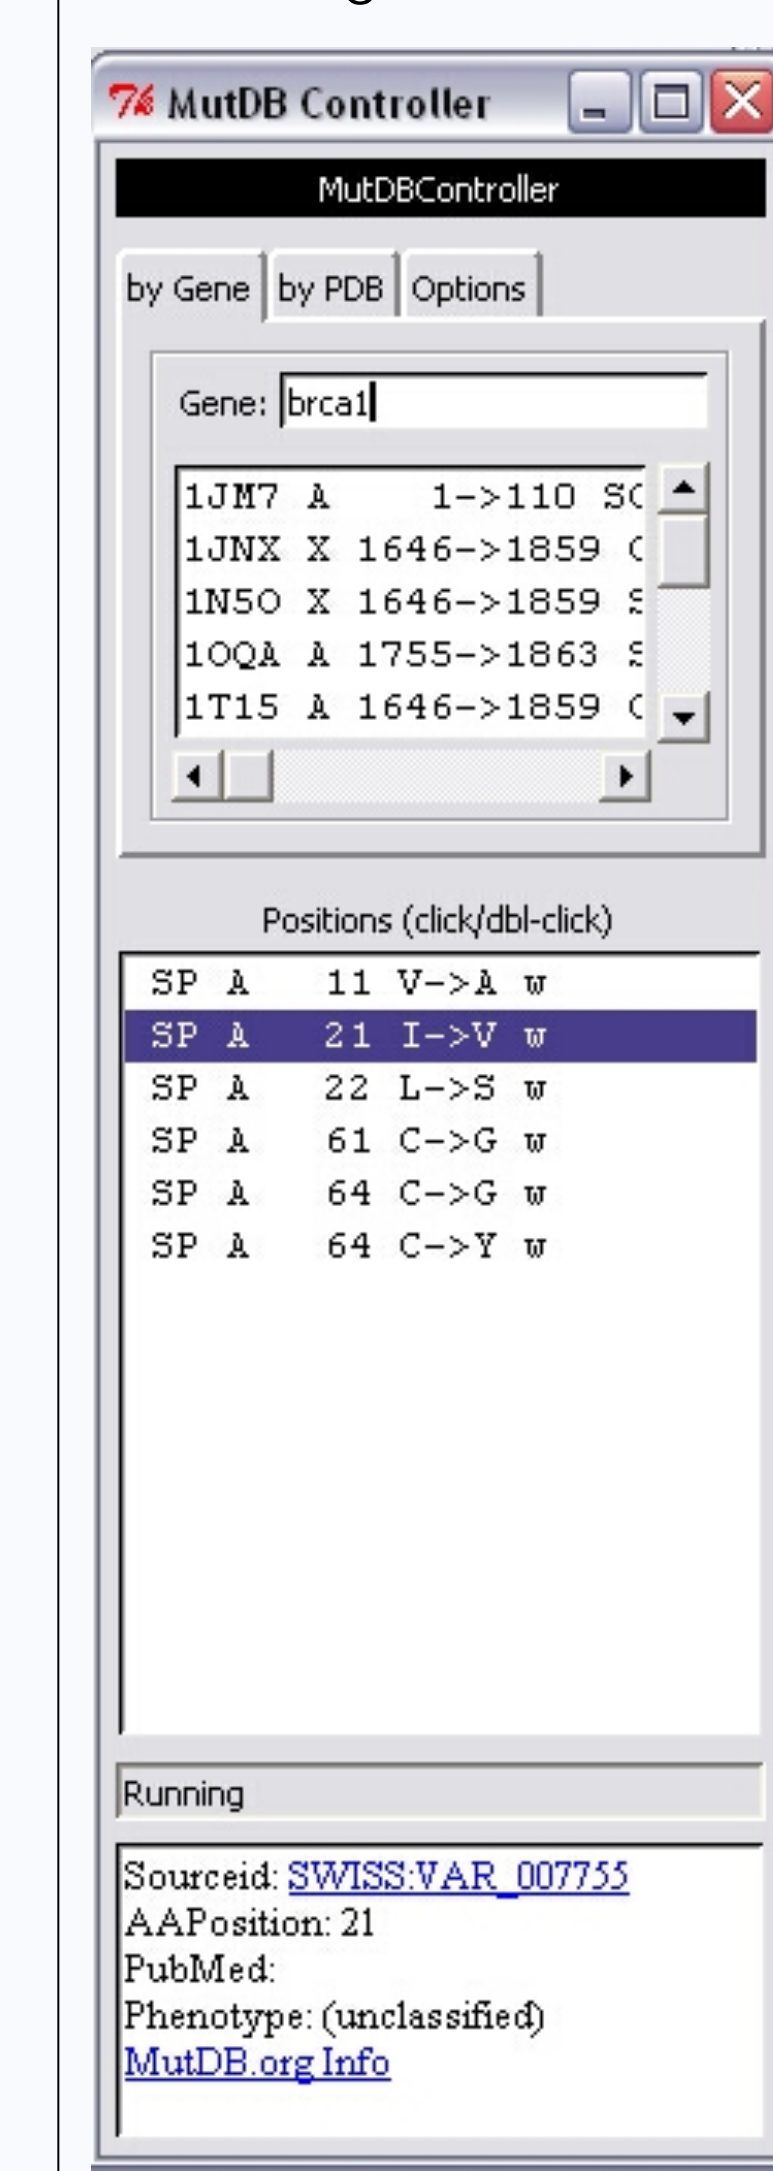 MutDB Controller
MutDBController
by Gene by PDB Options
Gene: brca1
1JM7 A 1->110
1JNX X 1646->1859
1N5O X 1646->1859
1OQA A 1755->1863
1T15 A 1646->1859
Positions (click/dbl-click)
SP A 11 V->A w
SP A 21 I->V w
SP A 22 L->S w
SP A 61 C->G w
SP A 64 C->G w
SP A 64 C->Y w
Running
Sourceid: SWISS:VAR_007755
AAPosition: 21
PubMed:
Phenotype: (unclassified)
MutDB.org Info